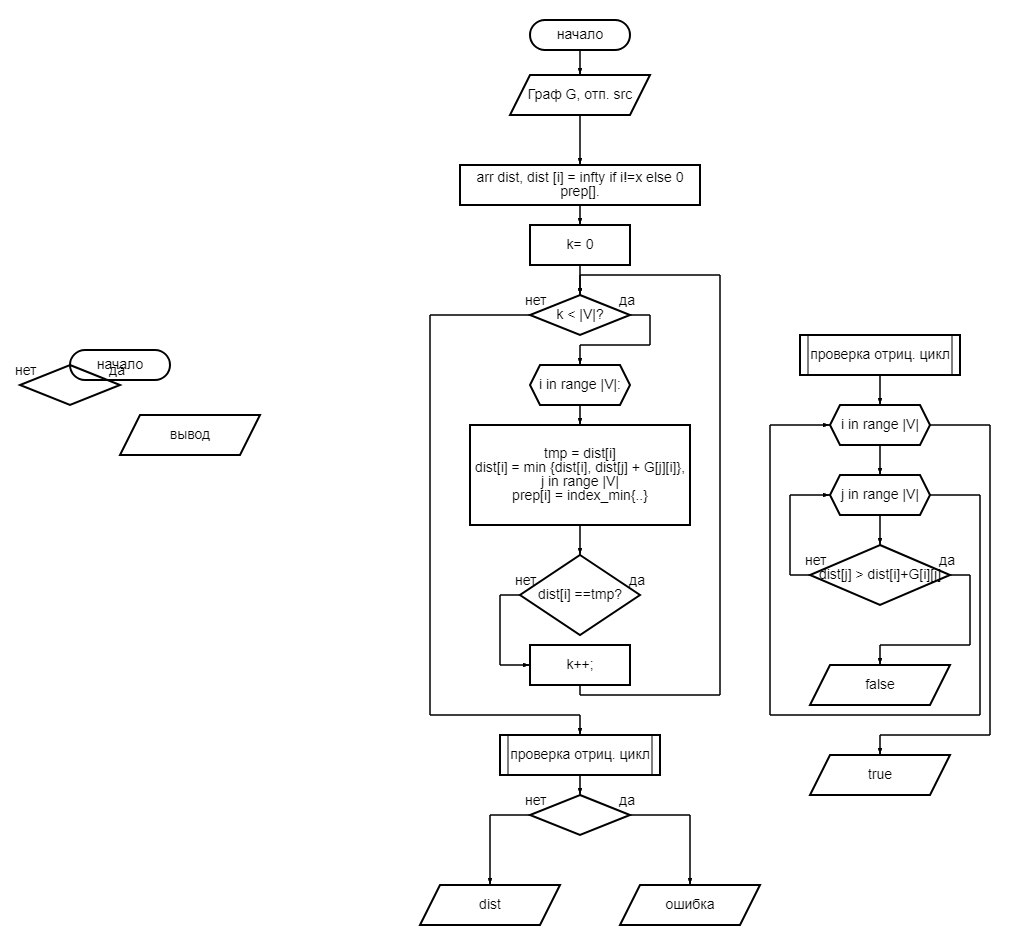 начало
Граф G, отп. src
arr dist, dist [i] = infty if i!=x else 0
prep[].
k= 0
нет
да
k < |V|?
i in range |V|:
tmp = dist[i]
dist[i] = min {dist[i], dist[j] + G[j][i]},
j in range |V|
prep[i] = index_min{..}
нет
да
dist[i] ==tmp?
k++;
проверка отриц. цикл
нет
да
dist
ошибка
начало
нет
да
вывод
проверка отриц. цикл
i in range |V|
j in range |V|
нет
да
dist[j] > dist[i]+G[i][j]
false
true